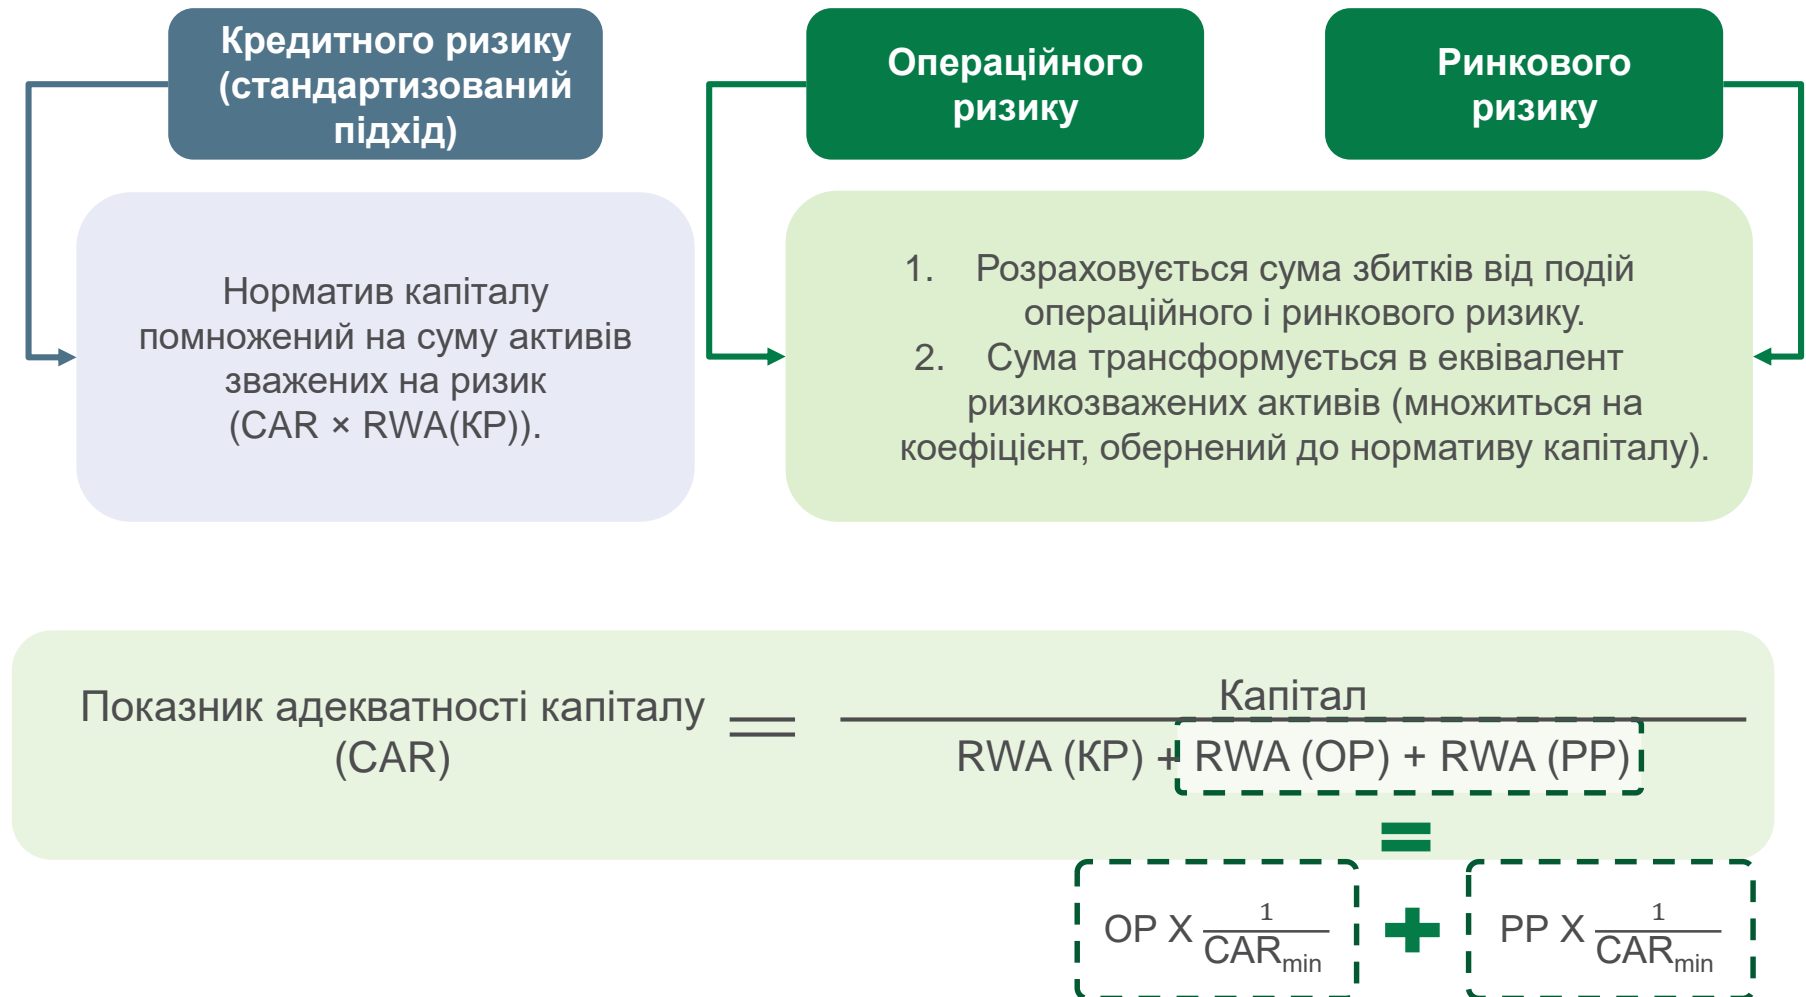 Кредитного ризику
(стандартизований
підхід)
Операційного
ризику
Ринкового
ризику
Норматив капіталу
помножений на суму активів
зважених на ризик
(CAR × RWA(КР)).
1. Розраховується сума збитків від подій
операційного і ринкового ризику.
2. Сума трансформується в еквівалент
ризикозважених активів (множиться на
коефіцієнт, обернений до нормативу капіталу).
Показник адекватності капіталу
(CAR)
=
Капітал
RWA (КР) + RWA (ОР) + RWA (РР)
=
ОР X 1/CARmin + РР X 1/CARmin